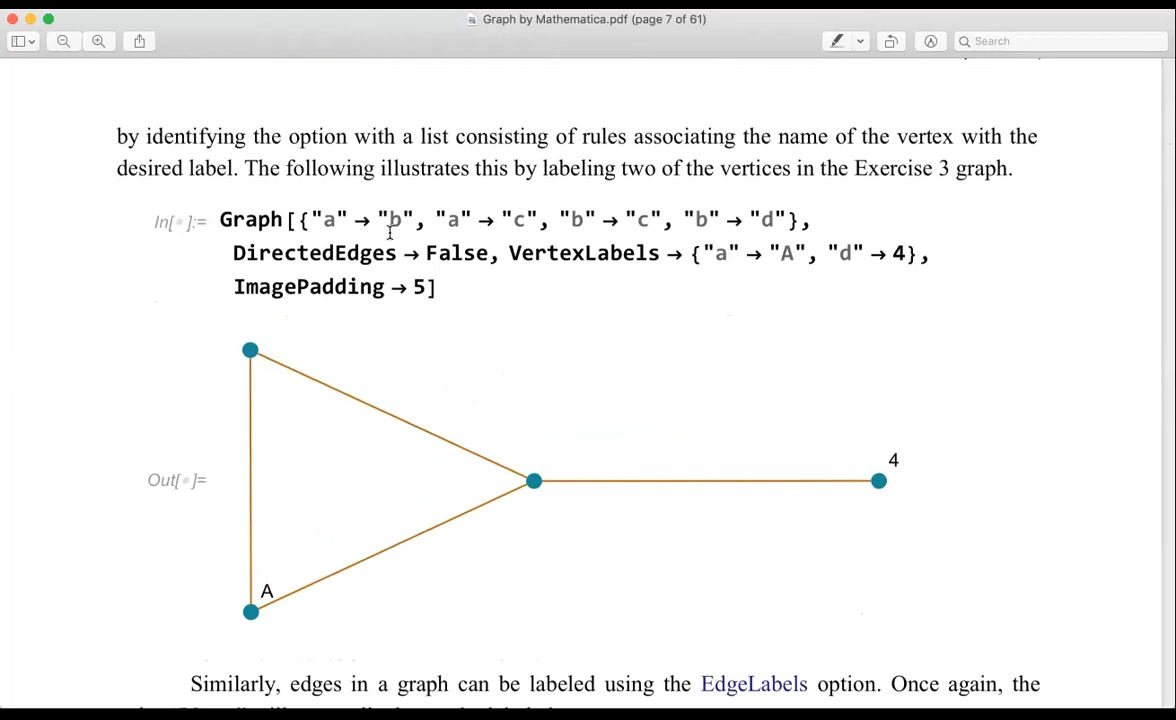 Graph by Mathematica.pdf (page 7 of 61)
Search
by identifying the option with a list consisting of rules associating the name of the vertex with the
desired label. The following illustrates this by labeling two of the vertices in the Exercise 3 graph.
In[ ]:= Graph[{"a" → "b", "a" → "c", "b" → "c", "b" → "d"},
DirectedEdges → False, VertexLabels → {"a" → "A", "d" → 4},
ImagePadding → 5]
4
Out[ ]=
A
Similarly, edges in a graph can be labeled using the EdgeLabels option. Once again, the